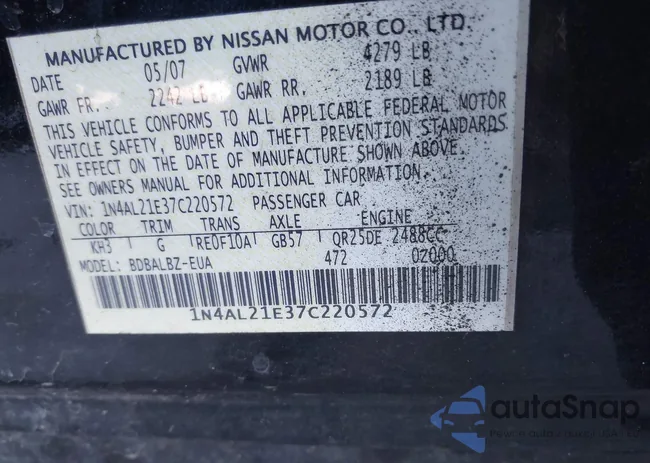 MANUFACTURED BY NISSAN MOTOR CO., LTD.
DATE 05/07 GVWR 4279 LB
GAWR FR. 2242 LB GAWR RR. 2189 LB
THIS VEHICLE CONFORMS TO ALL APPLICABLE FEDERAL MOTOR
VEHICLE SAFETY, BUMPER AND THEFT PREVENTION STANDARDS
IN EFFECT ON THE DATE OF MANUFACTURE SHOWN ABOVE.
SEE OWNERS MANUAL FOR ADDITIONAL INFORMATION.
VIN: 1N4AL21E37C220572 PASSENGER CAR
COLOR TRIM TRANS AXLE ENGINE
KH3 G RE0F10A GB57 QR25DE 2488CC
MODEL: BDBALBZ-EUA 472 0Z000
1N4AL21E37C220572
autaSnap